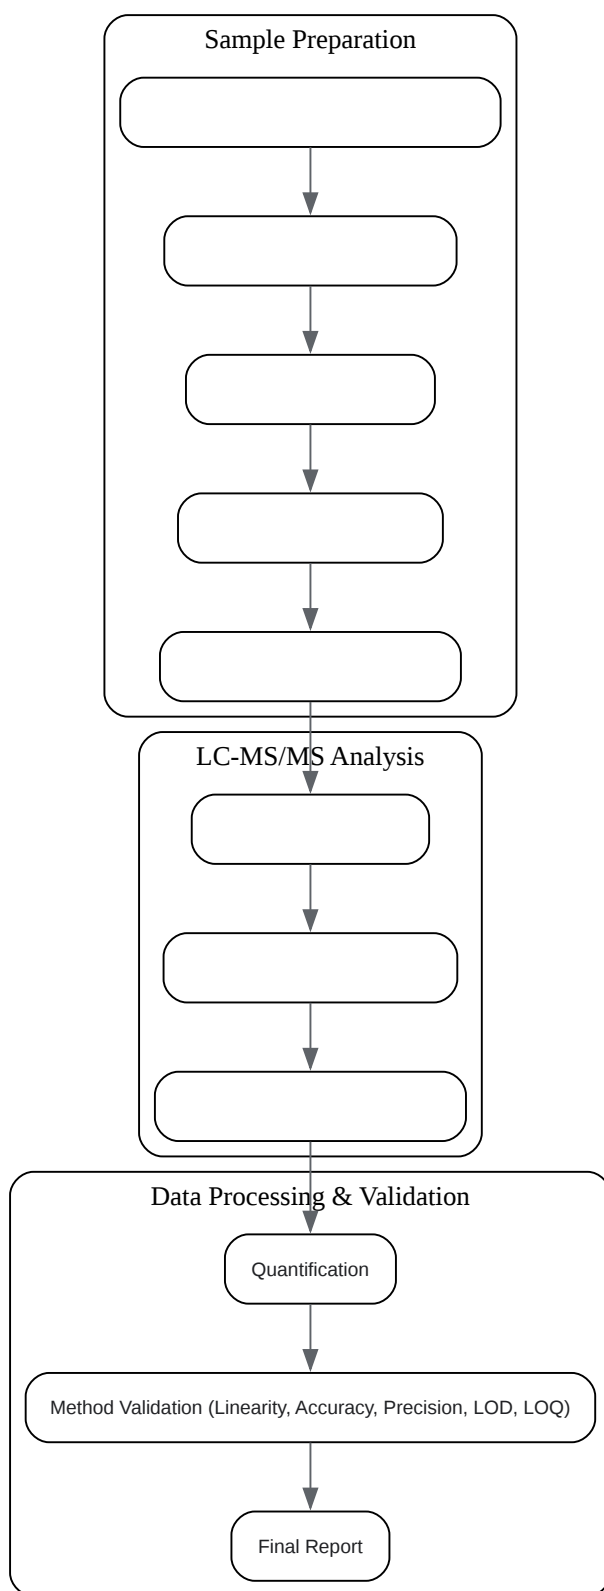 Sample Preparation
LC-MS/MS Analysis
Data Processing & Validation
Quantification
Method Validation (Linearity, Accuracy, Precision, LOD, LOQ)
Final Report